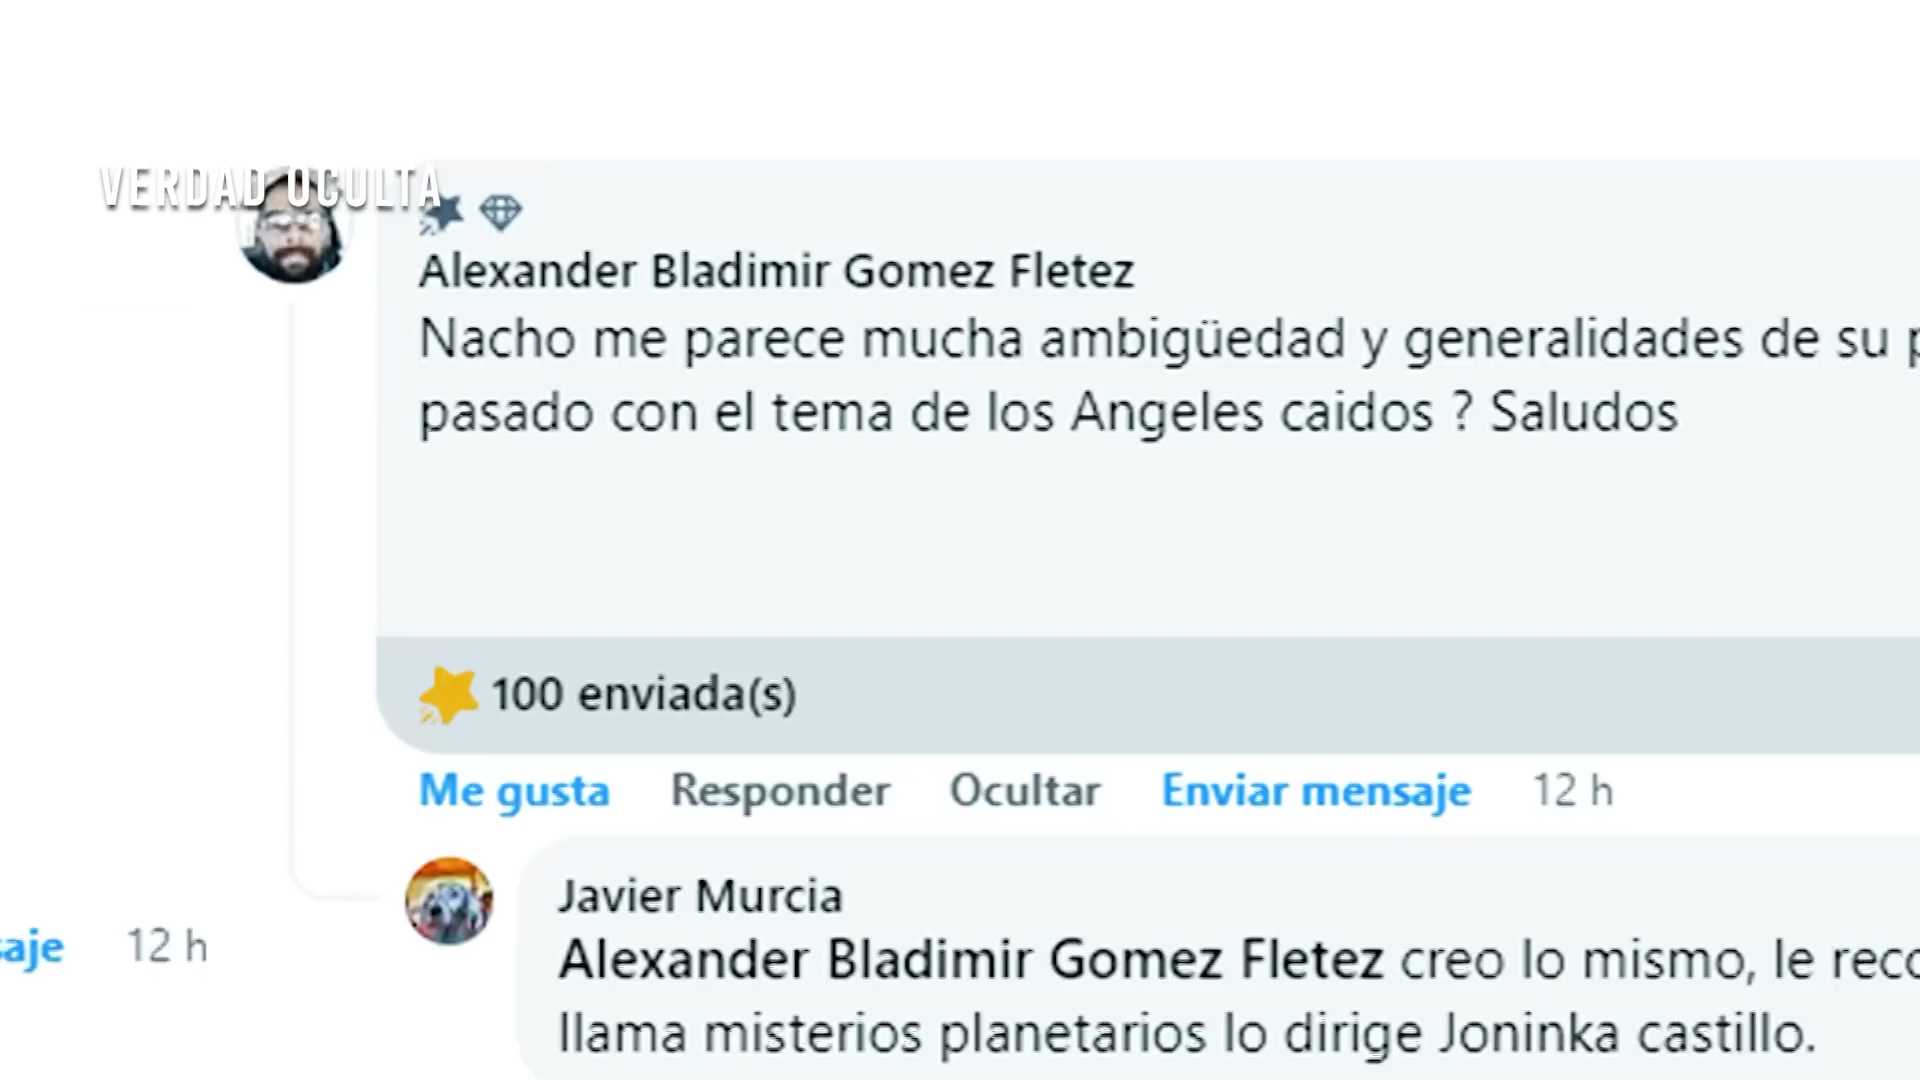 VERDAD OCULTA
Alexander Bladimir Gomez Fletez
Nacho me parece mucha ambigüedad y generalidades de su
pasado con el tema de los Angeles caidos ? Saludos
100 enviada(s)
Me gusta Responder Ocultar Enviar mensaje 12 h
Javier Murcia
Alexander Bladimir Gomez Fletez creo lo mismo, le
12 h
llama misterios planetarios lo dirige Joninka castillo.